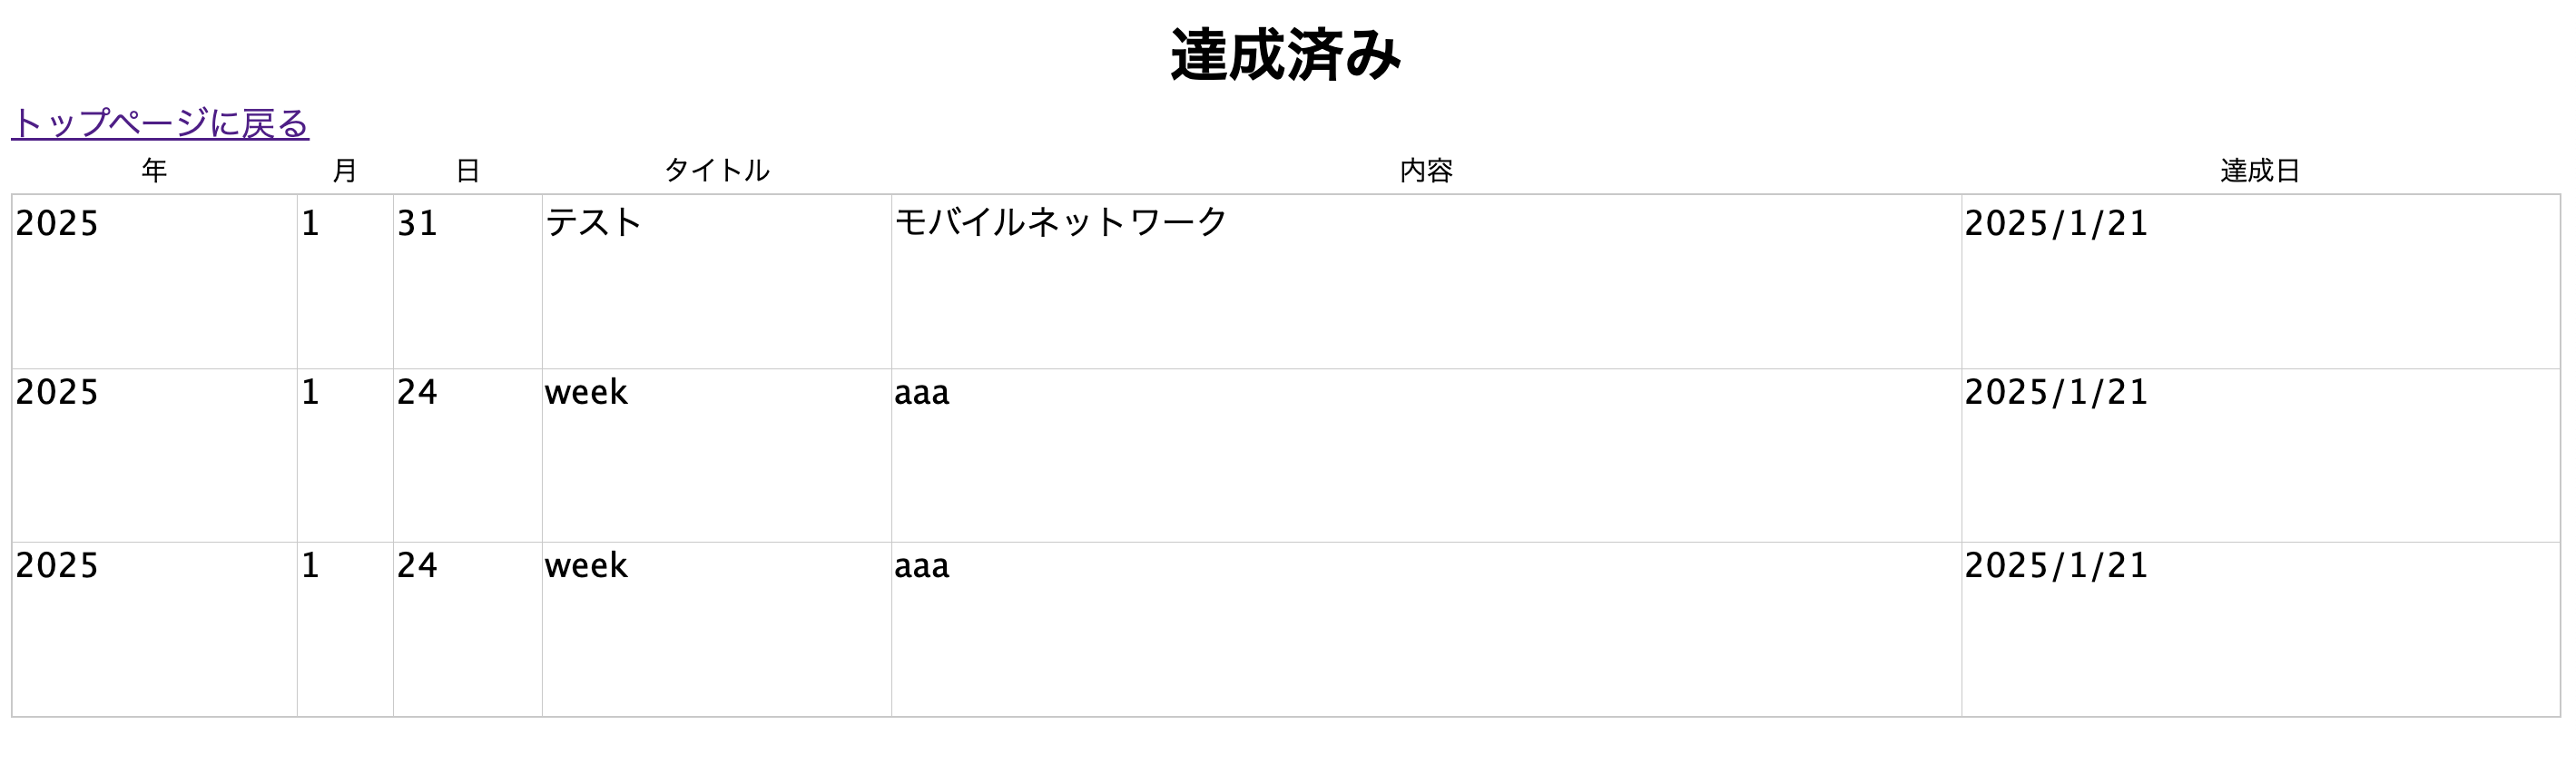 達成済み
トップページに戻る
年 月 日 タイトル 内容 達成日
2025 1 31 テスト モバイルネットワーク 2025/1/21
2025 1 24 week aaa 2025/1/21
2025 1 24 week aaa 2025/1/21